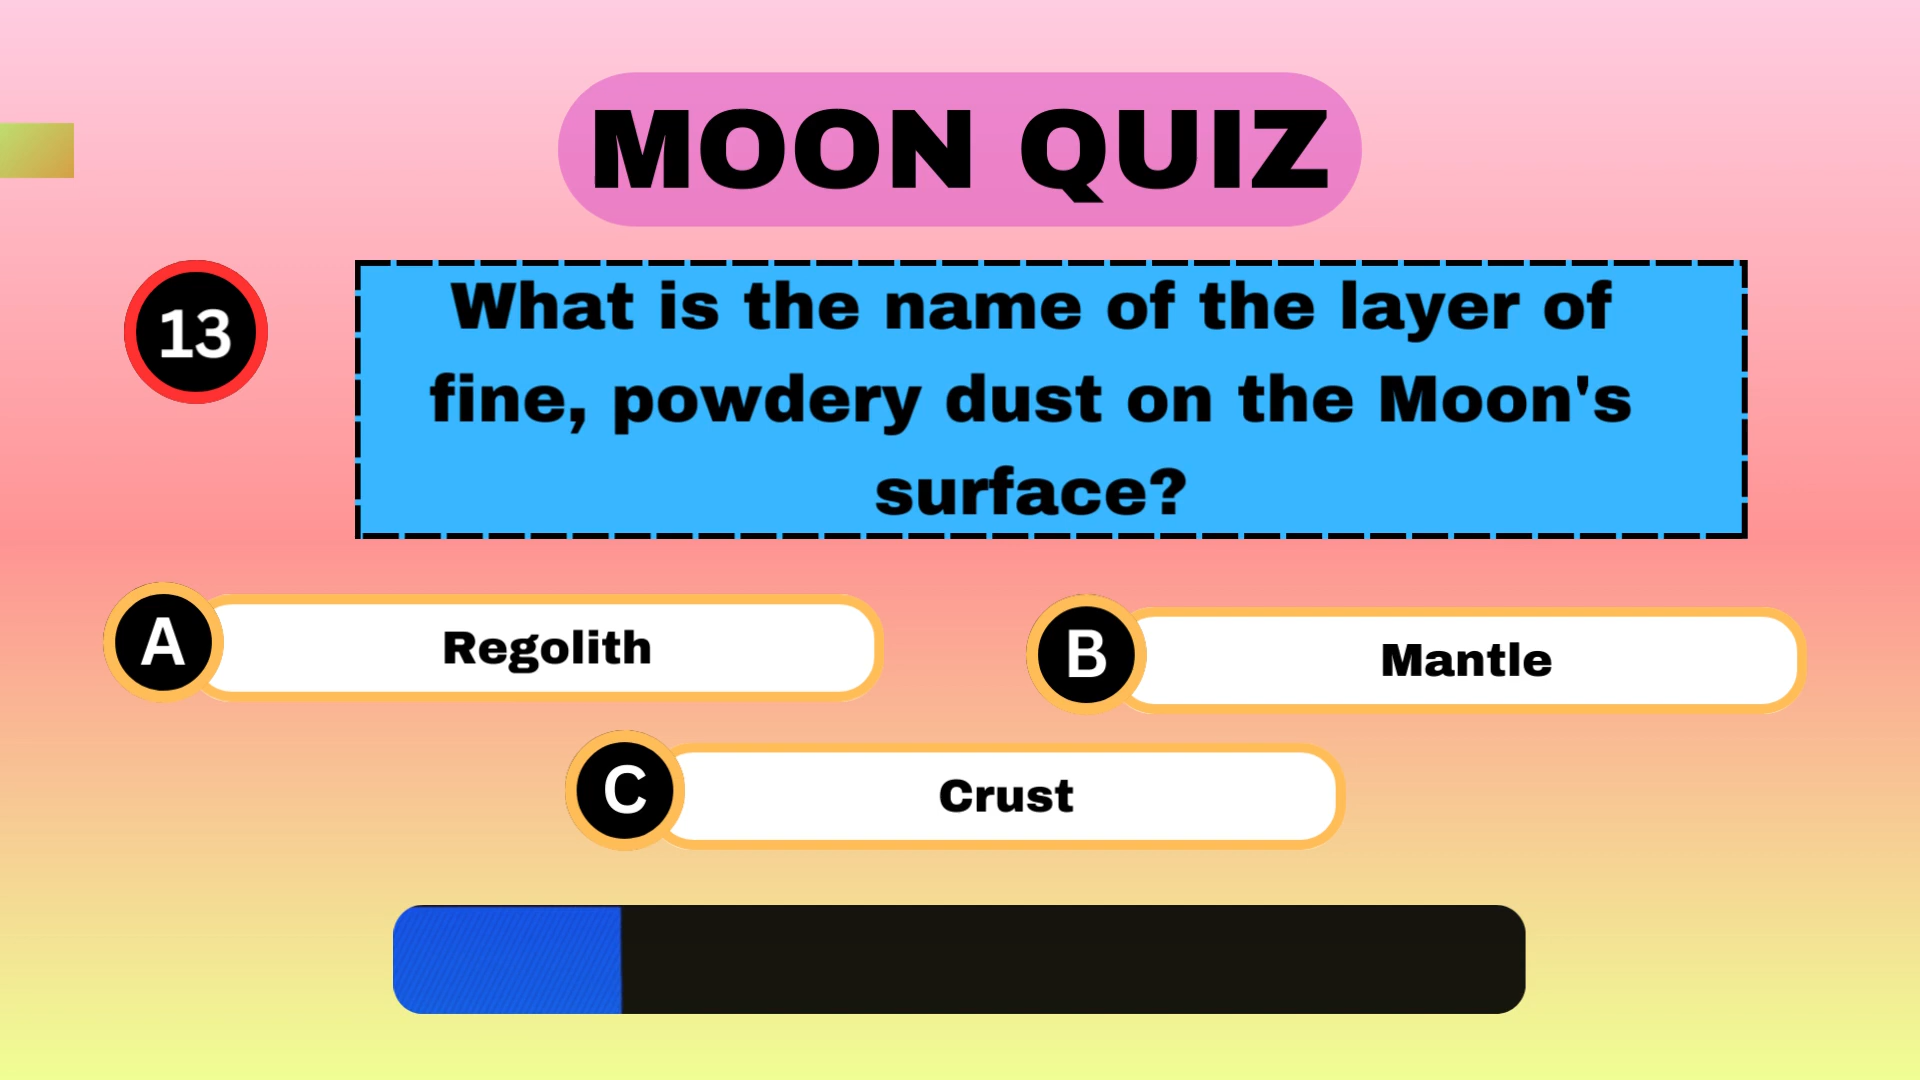 MOON QUIZ
13
What is the name of the layer of
fine, powdery dust on the Moon's
surface?
A
Regolith
B
Mantle
C
Crust